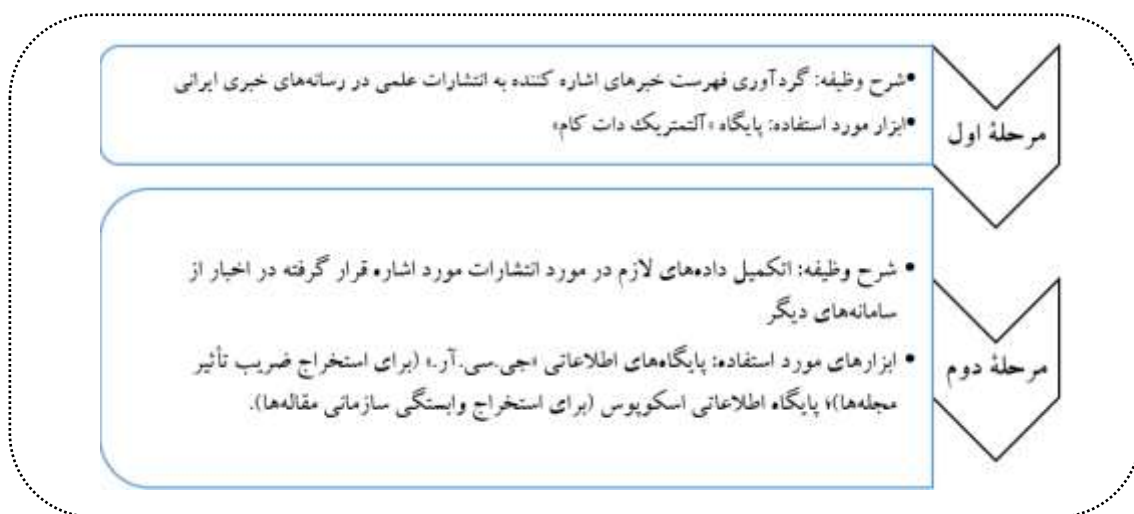 مرحلۀ اول
•شرح وظیفه: گردآوری فهرست خبرهای اشاره کننده به انتشارات علمی در رسانه‌های خبری ایرانی
•ابزار مورد استفاده: پایگاه «آلتمتریک دات کام»
مرحلۀ دوم
• شرح وظیفه: اتکمیل داده‌های لازم در مورد انتشارات مورد اشاره قرار گرفته در اخبار از
سامانه‌های دیگر
• ابزارهای مورد استفاده: پایگاه‌های اطلاعاتی «جی.سی.آر.» (برای استخراج ضریب تأثیر
مجله‌ها)؛ پایگاه اطلاعاتی اسکوپوس (برای استخراج وابستگی سازمانی مقاله‌ها).